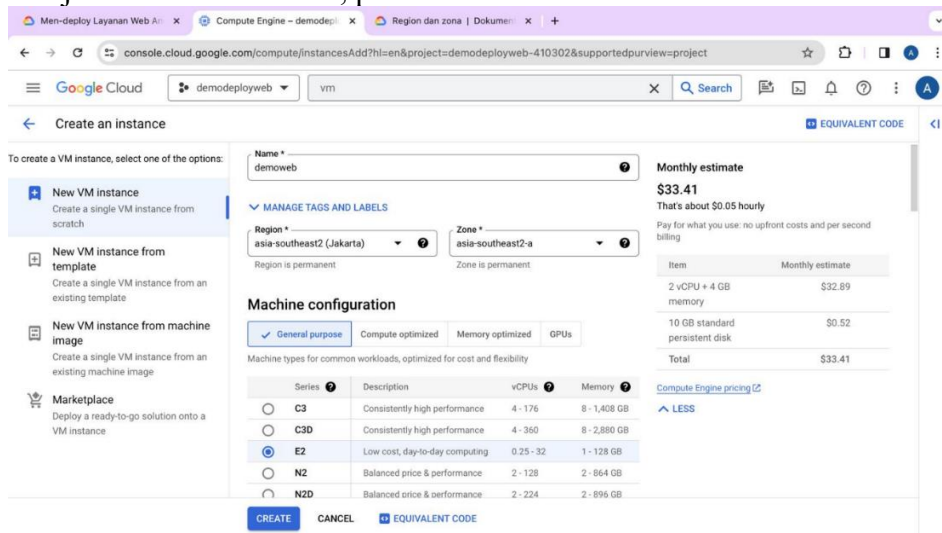 Men-deploy Layanan Web An
Compute Engine – demodepl
Region dan zona | Dokumen
console.cloud.google.com/compute/instancesAdd?hl=en&project=demodeployweb-410302&supportedpurview=project
A
Google Cloud
demodeployweb
vm
Search
A
Create an instance
EQUIVALENT CODE
To create a VM instance, select one of the options:
New VM instance
Create a single VM instance from
scratch
New VM instance from
template
Create a single VM instance from an
existing template
New VM instance from machine
image
Create a single VM instance from an
existing machine image
Marketplace
Deploy a ready-to-go solution onto a
VM instance
Name *
demoweb
MANAGE TAGS AND LABELS
Region *
asia-southeast2 (Jakarta)
Region is permanent
Zone *
asia-southeast2-a
Zone is permanent
Machine configuration
General purpose Compute optimized Memory optimized GPUs
Machine types for common workloads, optimized for cost and flexibility
Series Description vCPUs Memory
C3 Consistently high performance 4 - 176 8 - 1,408 GB
C3D Consistently high performance 4 - 360 8 - 2,880 GB
E2 Low cost, day-to-day computing 0.25 - 32 1 - 128 GB
N2 Balanced price & performance 2 - 128 2 - 864 GB
N2D Balanced price & performance 2 - 224 2 - 896 GB
CREATE CANCEL EQUIVALENT CODE
Monthly estimate
$33.41
That's about $0.05 hourly
Pay for what you use: no upfront costs and per second
billing
Item Monthly estimate
2 vCPU + 4 GB $32.89
memory
10 GB standard $0.52
persistent disk
Total $33.41
Compute Engine pricing
LESS